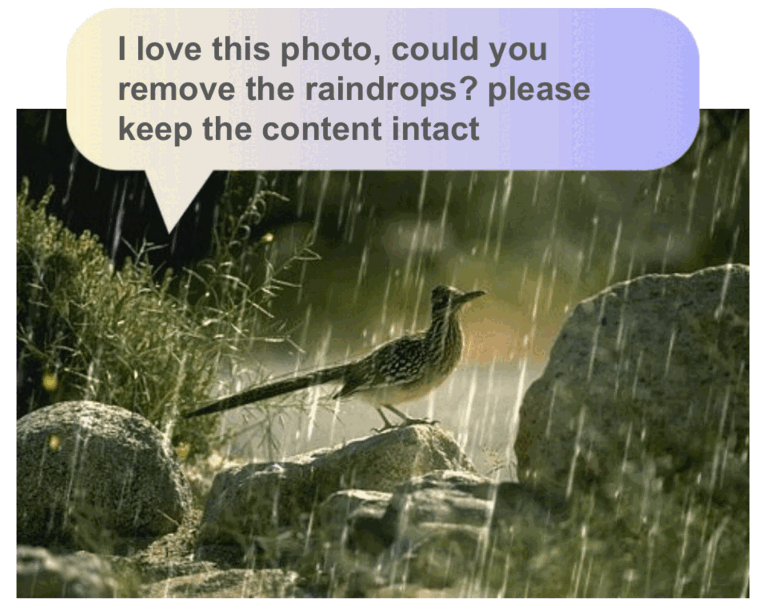 I love this photo, could you
remove the raindrops? please
keep the content intact